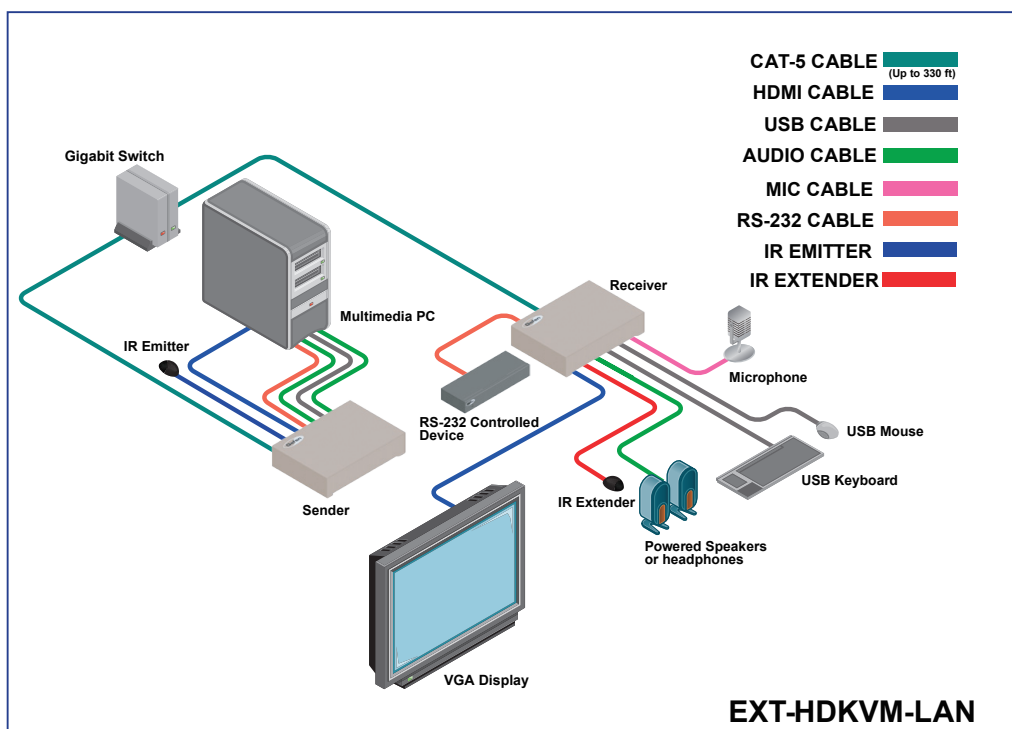 CAT-5 CABLE
(Up to 330 ft)
HDMI CABLE
USB CABLE
AUDIO CABLE
MIC CABLE
RS-232 CABLE
IR EMITTER
IR EXTENDER
Gigabit Switch
Multimedia PC
IR Emitter
Sender
Receiver
RS-232 Controlled
Device
Microphone
USB Mouse
USB Keyboard
IR Extender
Powered Speakers
or headphones
VGA Display
EXT-HDKVM-LAN